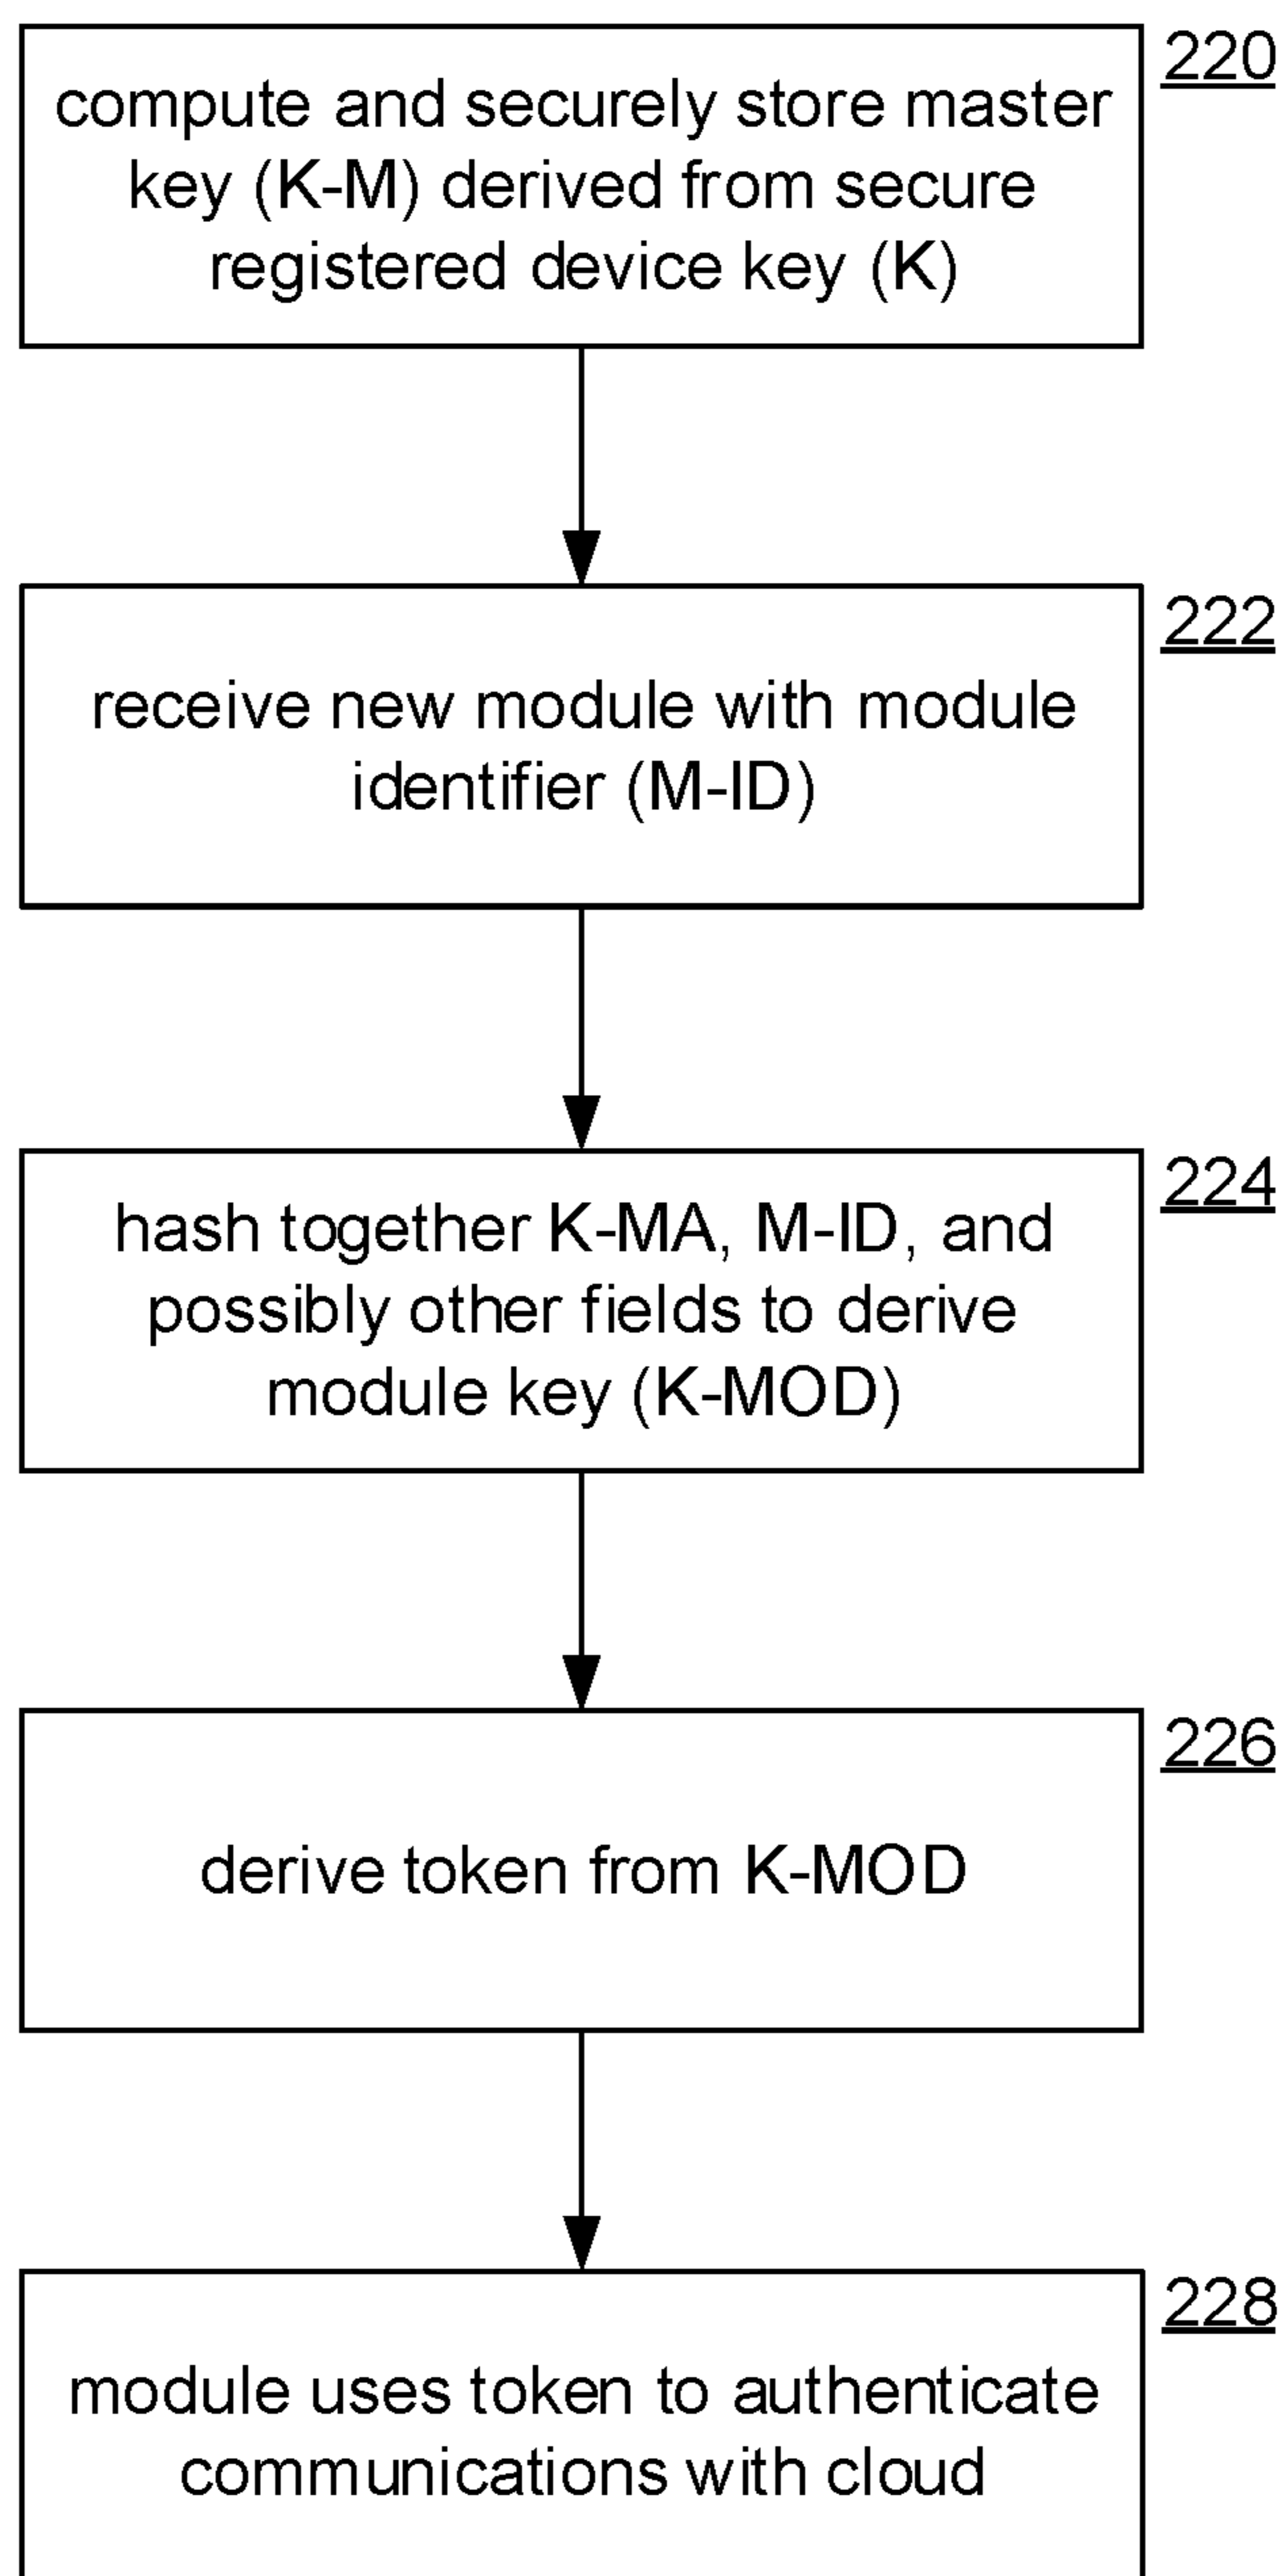 compute and securely store master
key (K-M) derived from secure
registered device key (K)
220
receive new module with module
identifier (M-ID)
222
hash together K-MA, M-ID, and
possibly other fields to derive
module key (K-MOD)
224
derive token from K-MOD
226
module uses token to authenticate
communications with cloud
228